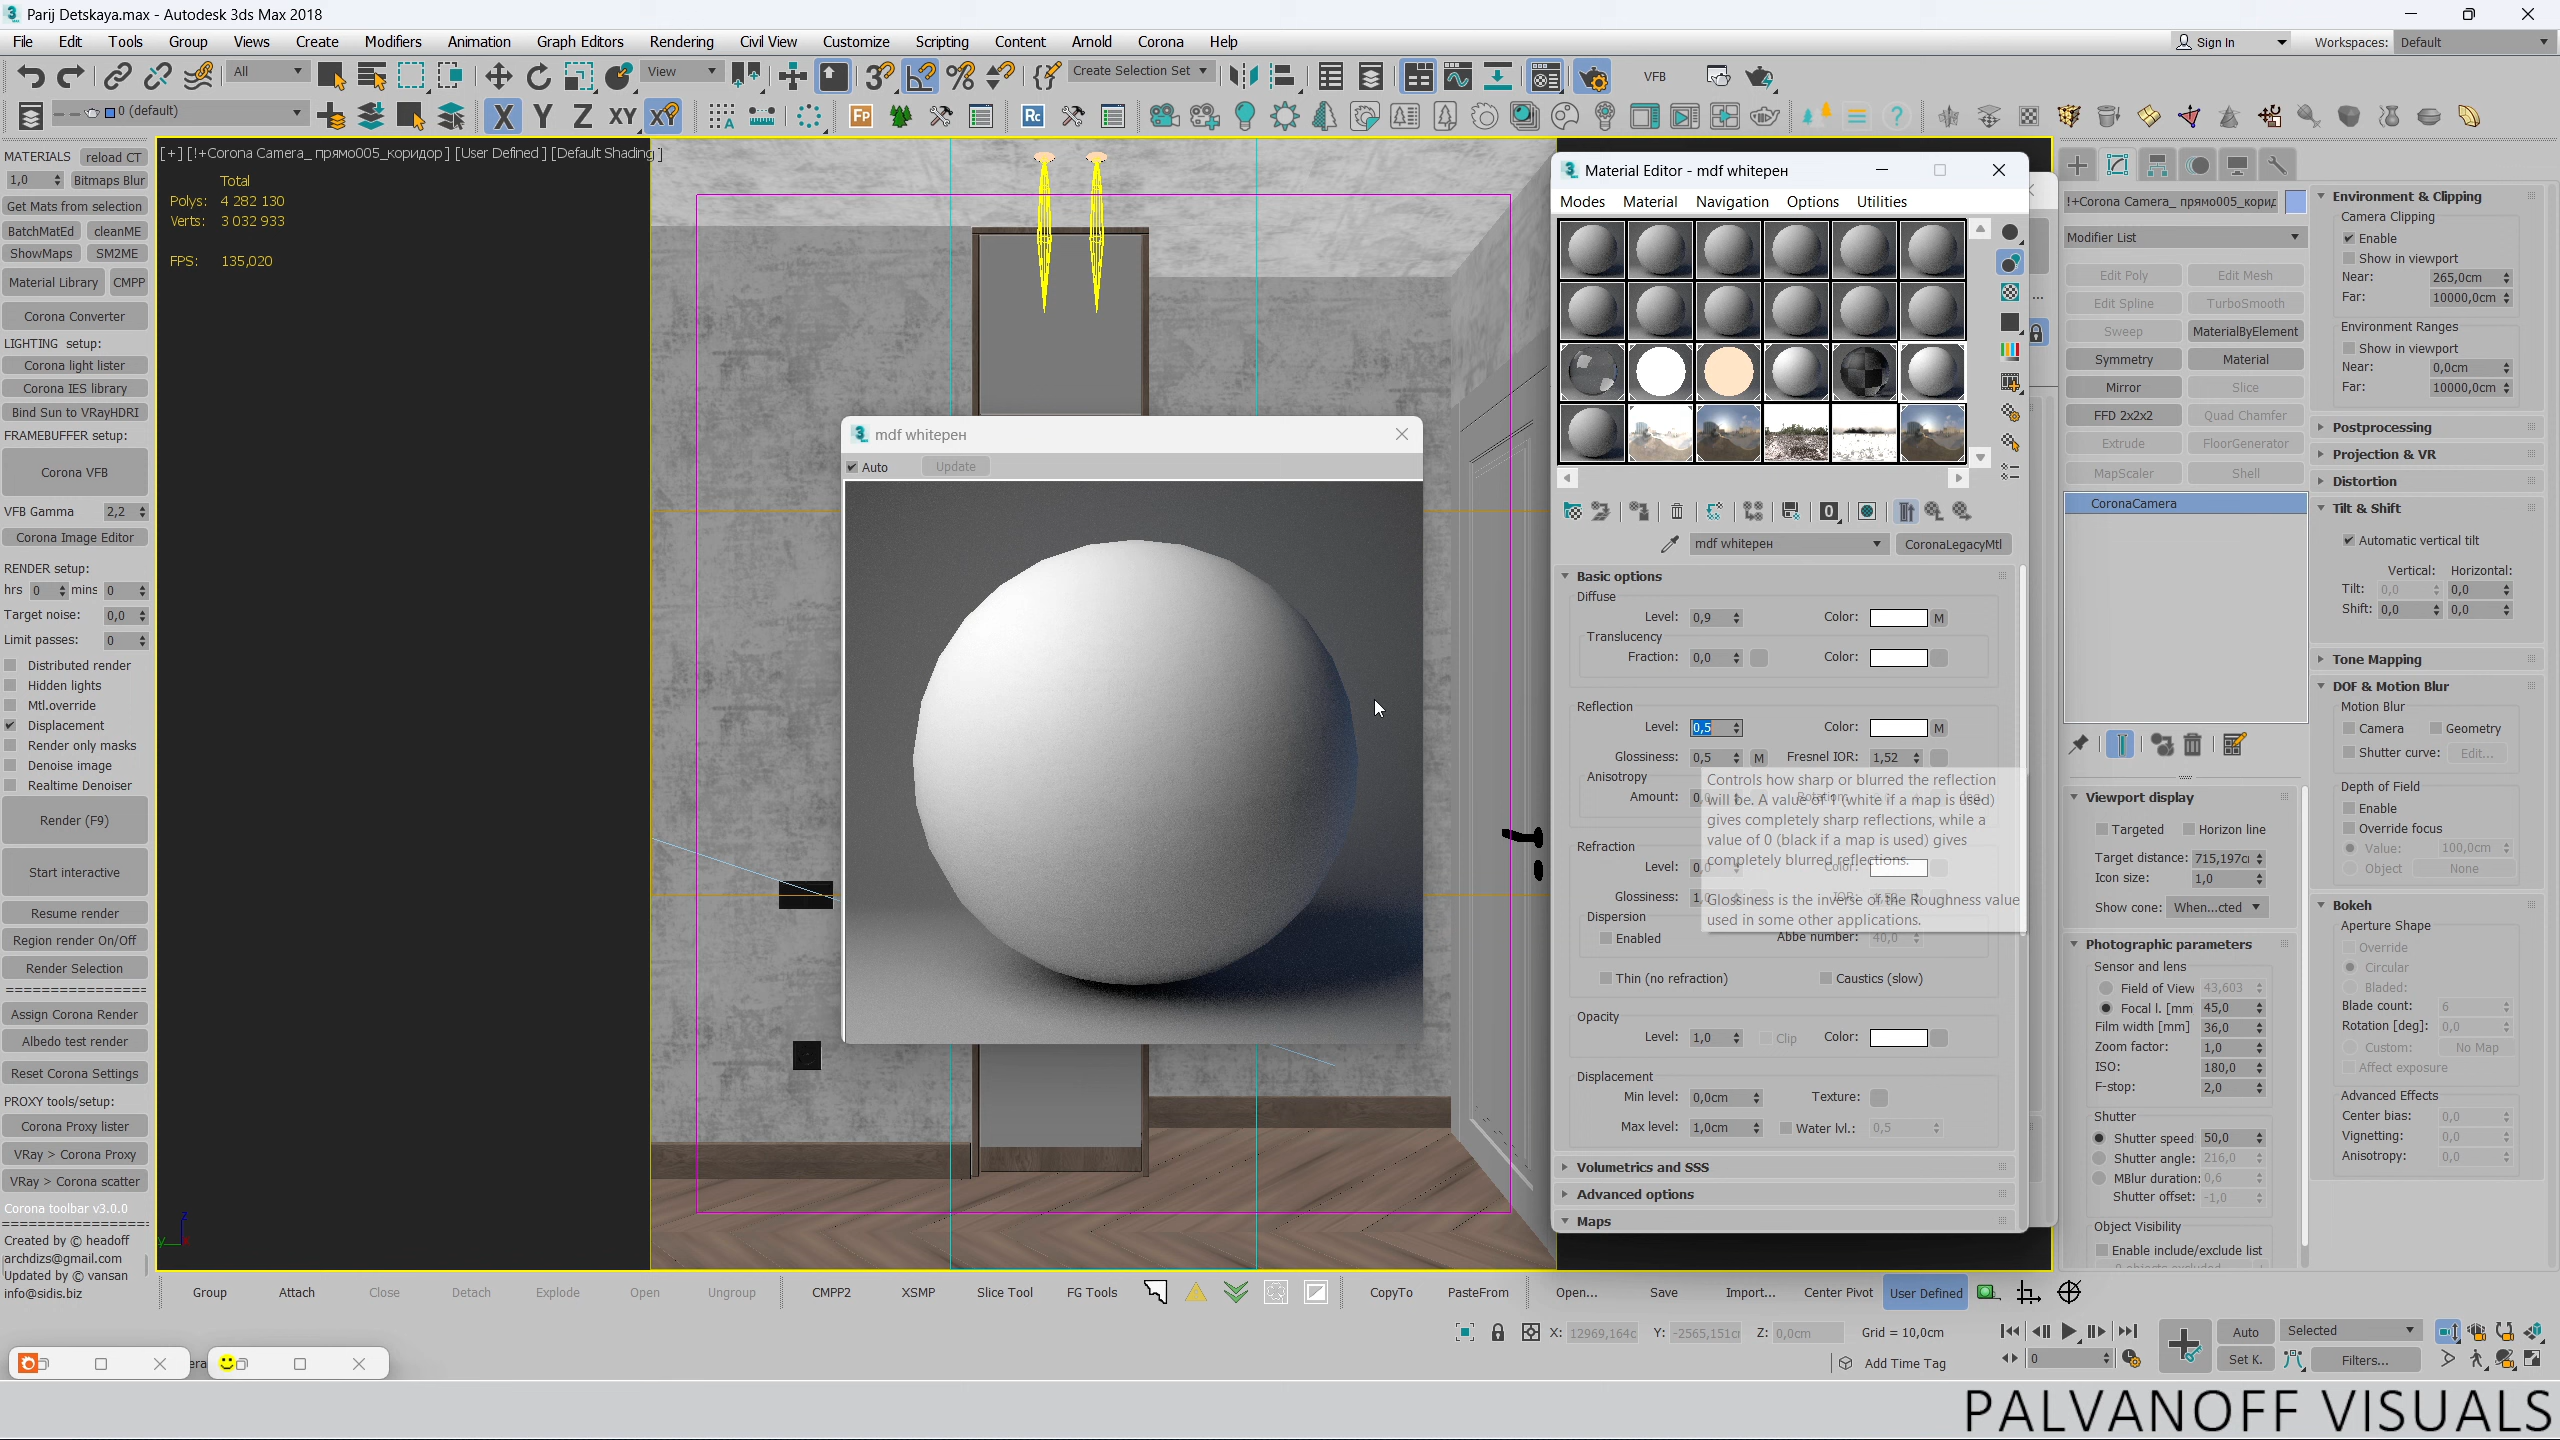 Parij Detskaya.max - Autodesk 3ds Max 2018
File Edit Tools Group Views Create Modifiers Animation Graph Editors Rendering Civil View Customize Scripting Content Arnold Corona Help
Sign In Workspaces: Default
All View Create Selection Set VFB
0 (default) X Y Z XY XY Fp Rc
MATERIALS reload CT
1,0 Bitmaps Blur
Get Mats from selection
BatchMatEd cleanME
ShowMaps SM2ME
Material Library CMPP
Corona Converter
LIGHTING setup:
Corona light lister
Corona IES library
Bind Sun to VRayHDRI
FRAMEBUFFER setup:
Corona VFB
VFB Gamma 2,2
Corona Image Editor
RENDER setup:
hrs 0 mins 0
Target noise: 0,0
Limit passes: 0
Distributed render
Hidden lights
Mtl.override
Displacement
Render only masks
Denoise image
Realtime Denoiser
Render (F9)
Start interactive
Resume render
Region render On/Off
Render Selection
================
Assign Corona Render
Albedo test render
Reset Corona Settings
PROXY tools/setup:
Corona Proxy lister
VRay > Corona Proxy
VRay > Corona scatter
Corona toolbar v3.0.0
Created by © headoff
archdizs@gmail.com
Updated by © vansan
info@sidis.biz
[+] [!+Corona Camera_ прямо005_коридор ] [User Defined ] [Default Shading ]
Total
Polys: 4 282 130
Verts: 3 032 933
FPS: 135,020
z
y
mdf whiteрен
Auto Update
Material Editor - mdf whiteрен
Modes Material Navigation Options Utilities
mdf whiteрен CoronaLegacyMtl
Basic options
Diffuse
Level: 0,9 Color: M
Translucency
Fraction: 0,0 Color:
Reflection
Level: 0,5 Color: M
Glossiness: 0,5 M Fresnel IOR: 1,52
Anisotropy
Amount: Rotation: deg.
Controls how sharp or blurred the reflection
will be. A value of 1 (white if a map is used)
gives completely sharp reflections, while a
value of 0 (black if a map is used) gives
completely blurred reflections.
Glossiness is the inverse of the Roughness value
used in some other applications.
Refraction
Level: Color:
Glossiness: IOR:
Dispersion
Enabled Abbe number: 40,0
Thin (no refraction) Caustics (slow)
Opacity
Level: 1,0 Clip Color:
Displacement
Min level: 0,0cm Texture:
Max level: 1,0cm Water lvl.: 0,5
Volumetrics and SSS
Advanced options
Maps
!+Corona Camera_ прямо005_корид
Modifier List
Edit Poly Edit Mesh
Edit Spline TurboSmooth
Sweep MaterialByElement
Symmetry Material
Mirror Slice
FFD 2x2x2 Quad Chamfer
Extrude FloorGenerator
MapScaler Shell
CoronaCamera
Viewport display
Targeted Horizon line
Target distance: 715,197c
Icon size: 1,0
Show cone: When...cted
Photographic parameters
Sensor and lens
Field of View 43,603
Focal l. [mm 45,0
Film width [mm] 36,0
Zoom factor: 1,0
ISO: 180,0
F-stop: 2,0
Shutter
Shutter speed 50,0
Shutter angle: 216,0
MBlur duration: 0,6
Shutter offset: -1,0
Object Visibility
Enable include/exclude list
Environment & Clipping
Camera Clipping
Enable
Show in viewport
Near: 265,0cm
Far: 10000,0cm
Environment Ranges
Show in viewport
Near: 0,0cm
Far: 10000,0cm
Postprocessing
Projection & VR
Distortion
Tilt & Shift
Automatic vertical tilt
Vertical: Horizontal:
Tilt: 0,0 0,0
Shift: 0,0 0,0
Tone Mapping
DOF & Motion Blur
Motion Blur
Camera Geometry
Shutter curve: Edit...
Depth of Field
Enable
Override focus
Value: 100,0cm
Object None
Bokeh
Aperture Shape
Override
Circular
Bladed:
Blade count: 6
Rotation [deg]: 0,0
Custom: No Map
Affect exposure
Advanced Effects
Center bias: 0,0
Vignetting: 0,0
Anisotropy: 0,0
Group Attach Close Detach Explode Open Ungroup CMPP2 XSMP Slice Tool FG Tools CopyTo PasteFrom Open... Save Import... Center Pivot User Defined
X: 12969,164c Y: -2565,151c Z: 0,0cm Grid = 10,0cm
Add Time Tag
0
Auto Selected
Set K. Filters...
era
PALVANOFF VISUALS